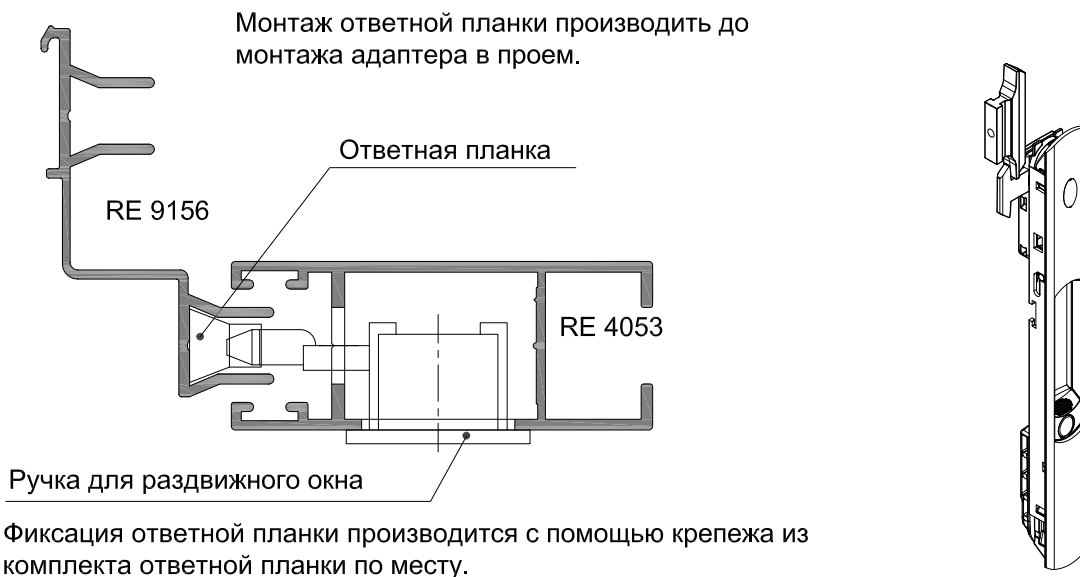 Монтаж ответной планки производить до
монтажа адаптера в проем.
Ответная планка
RE 9156
RE 4053
Ручка для раздвижного окна
Фиксация ответной планки производится с помощью крепежа из
комплекта ответной планки по месту.